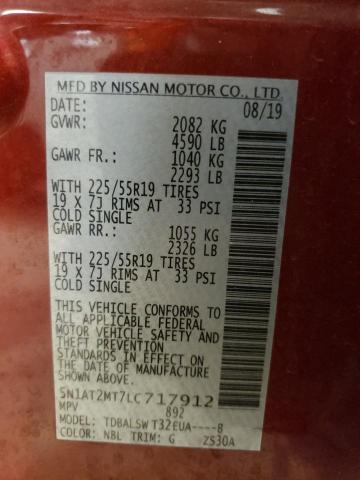 MFD BY NISSAN MOTOR CO., LTD.
DATE: 08/19
GVWR: 2082 KG
4590 LB
GAWR FR.: 1040 KG
2293 LB
WITH 225/55R19 TIRES
19 X 7J RIMS AT 33 PSI
COLD SINGLE
GAWR RR.: 1055 KG
2326 LB
WITH 225/55R19 TIRES
19 X 7J RIMS AT 33 PSI
COLD SINGLE
THIS VEHICLE CONFORMS TO
ALL APPLICABLE FEDERAL
MOTOR VEHICLE SAFETY AND
THEFT PREVENTION
STANDARDS IN EFFECT ON
THE DATE OF MANUFACTURE
SHOWN ABOVE.
5N1AT2MT7LC717912
MPV 892
MODEL: TDBALSW T32EUA----B
COLOR: NBL TRIM: G ZS30A